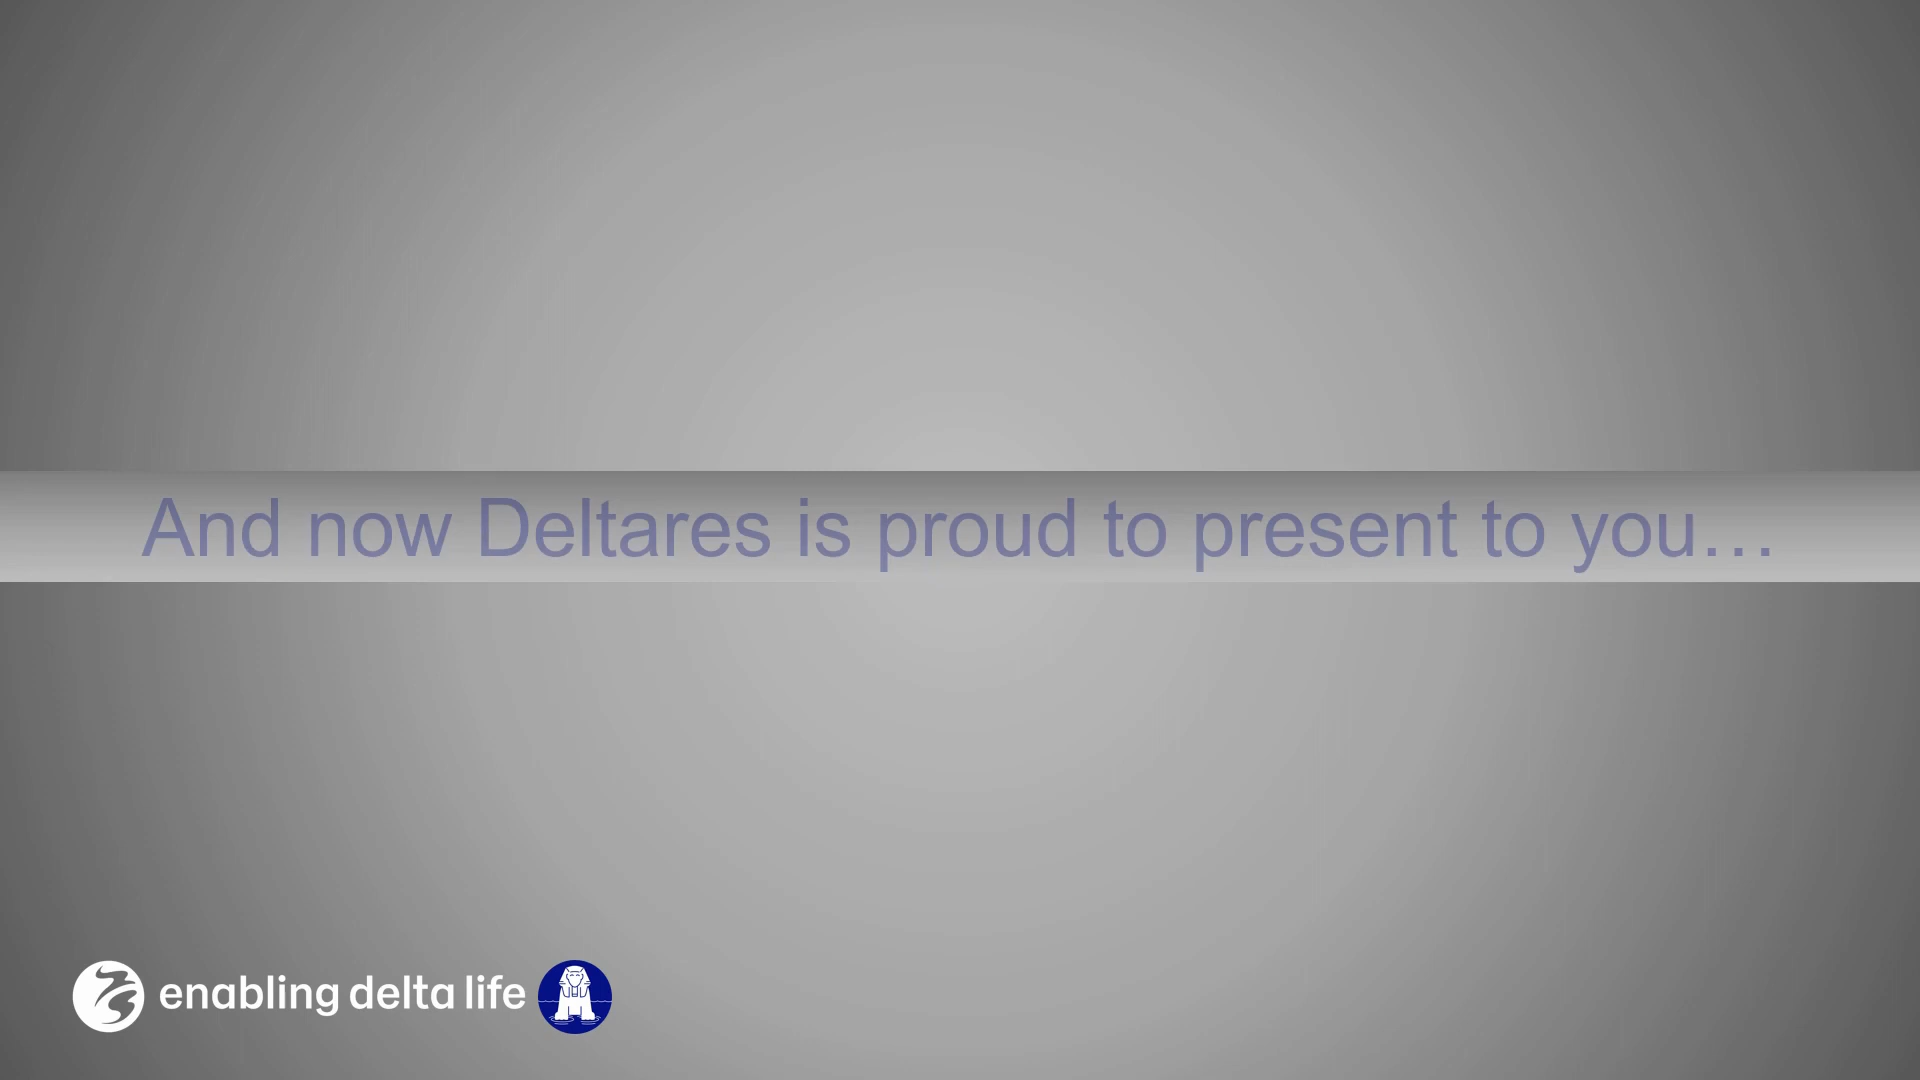 And now Deltares is proud to present to you…
enabling delta life